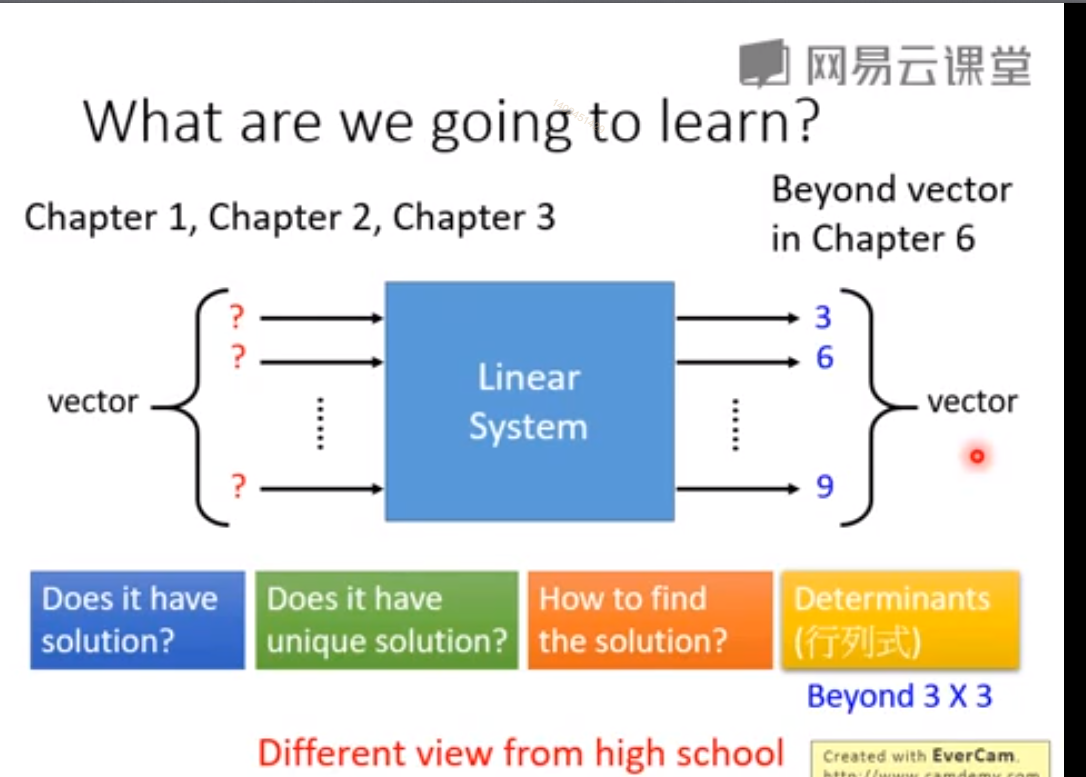 网易云课堂
What are we going to learn?
Chapter 1, Chapter 2, Chapter 3
Beyond vector
in Chapter 6
? 3
? 6
vector
Linear
System
vector
? 9
Does it have
solution?
Does it have
unique solution?
How to find
the solution?
Determinants
(行列式)
Beyond 3 X 3
Different view from high school
Created with EverCam.
http://www.camdemy.com